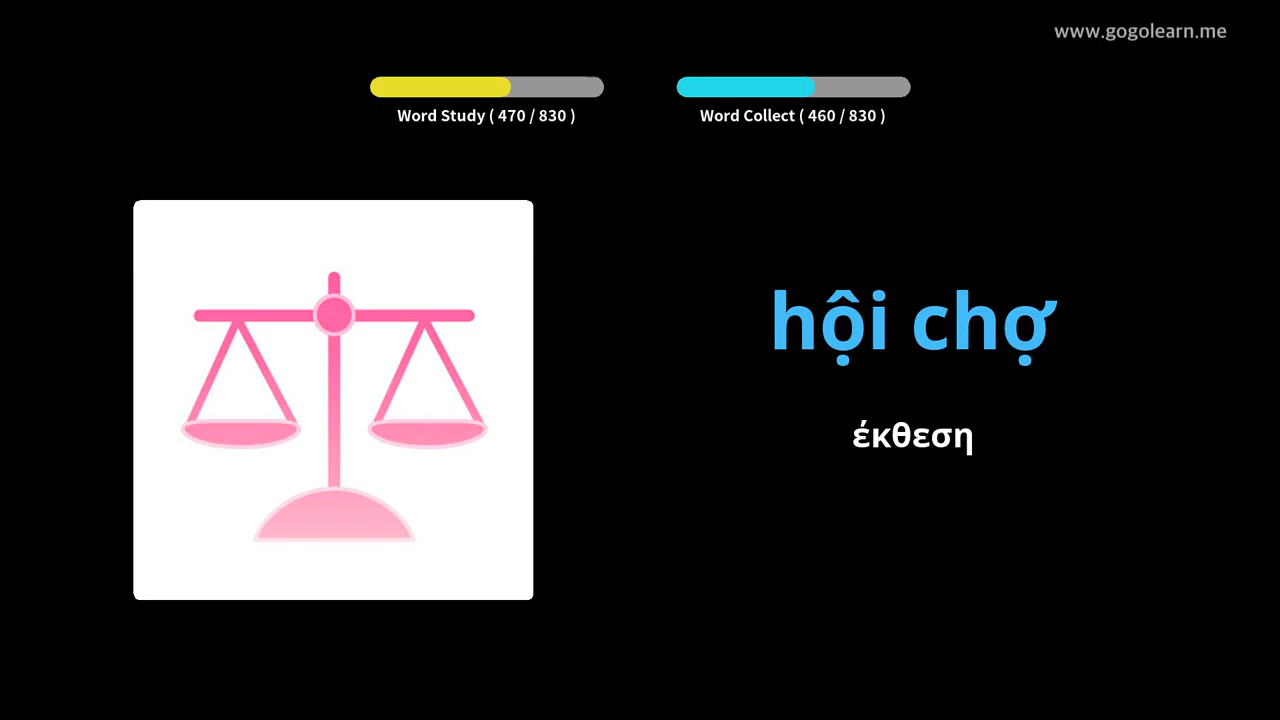 www.gogolearn.me
Word Study ( 470 / 830 )
Word Collect ( 460 / 830 )
hội chợ
έκθεση